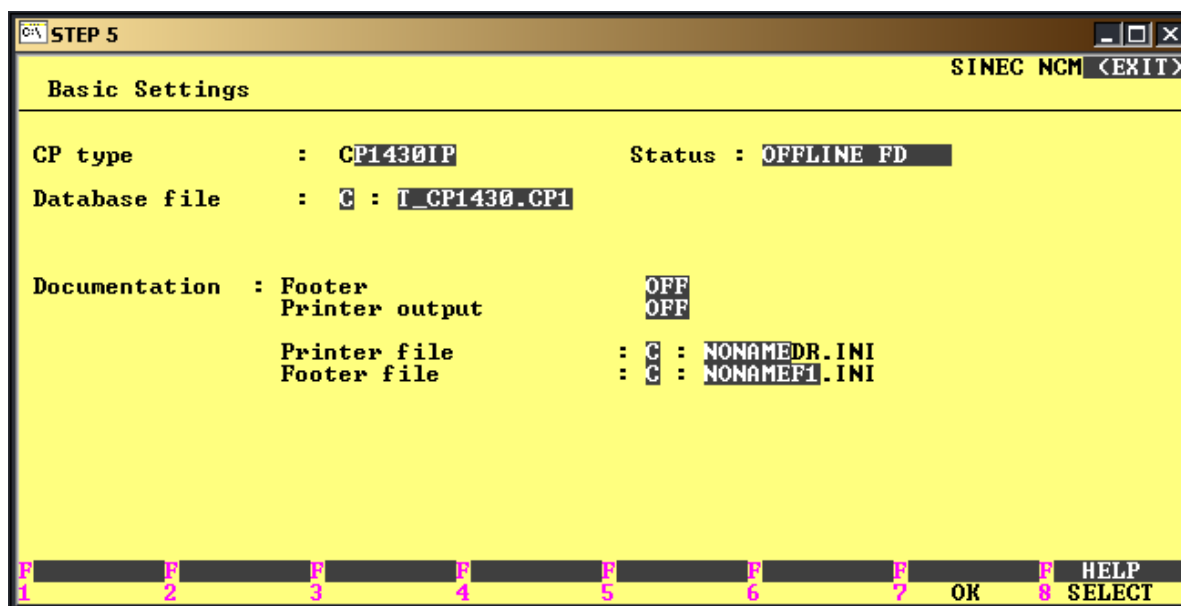 STEP 5
SINEC NCM <EXIT>
Basic Settings
CP type : CP1430IP Status : OFFLINE FD
Database file : C : T_CP1430.CP1
Documentation : Footer OFF
Printer output OFF
Printer file : C : NONAMEDR.INI
Footer file : C : NONAMEF1.INI
F F F F F F F F HELP
1 2 3 4 5 6 7 OK 8 SELECT